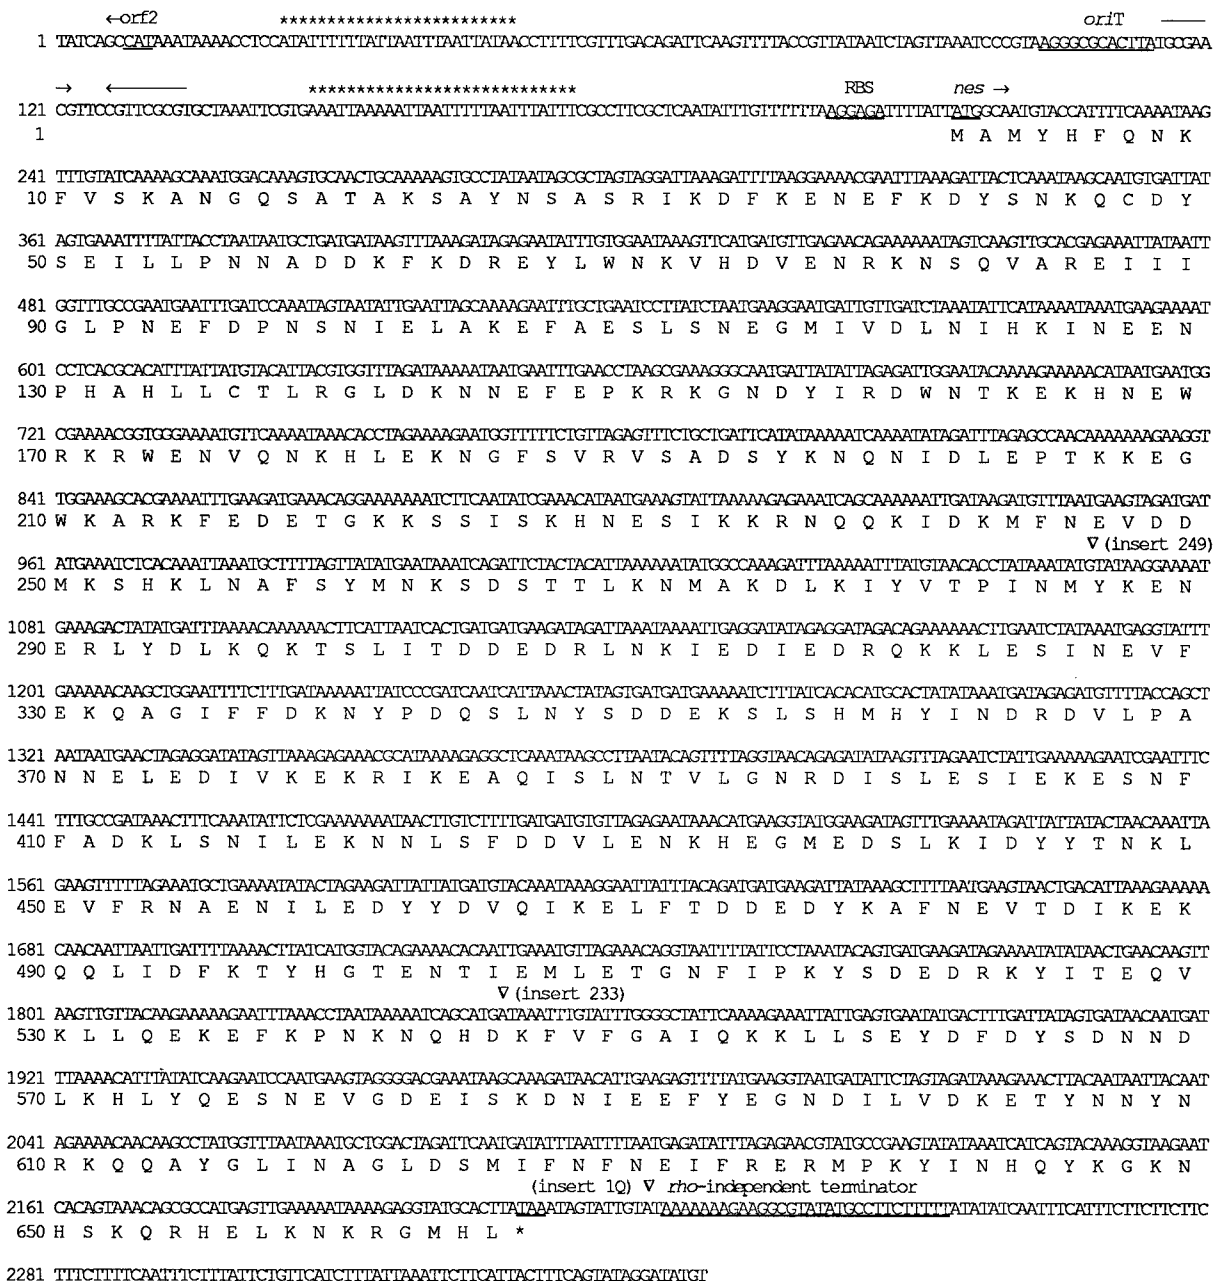 ←orf2 ************************ oriT
1 TATCAGCCATAAATAAAACCTCCATATTTTTTATTAATTTAATTATAACCTTTTCGTTTGACAGATTCAAGTTTTACCGTTATAATCTAGTTAAATCCCGTAAGGGCGCACTTATGCGAA
→ ← *************************** RBS nes →
121 CGTTCCGTTCGCGTGCTAAATTCGTGAAATTAAAAATTAATTTTTAATTTATTTCGCCTTCGCTCAATATTTGTTTTTTAAGGAGATTTTATTATGGCAATGTACCATTTTCAAAATAAG
1 M A M Y H F Q N K
241 TTTGTATCAAAAGCAAATGGACAAAGTGCAACTGCAAAAAGTGCCTATAATAGCGCTAGTAGGATTAAAGATTTTAAGGAAAACGAATTTAAAGATTACTCAAATAAGCAATGTGATTAT
10 F V S K A N G Q S A T A K S A Y N S A S R I K D F K E N E F K D Y S N K Q C D Y
361 AGTGAAATTTTATTACCTAATAATGCTGATGATAAGTTTAAAGATAGAGAATATTTGTGGAATAAAGTTCATGATGTTGAGAACAGAAAAAATAGTCAAGTTGCACGAGAAATTATAATT
50 S E I L L P N N A D D K F K D R E Y L W N K V H D V E N R K N S Q V A R E I I I
481 GGTTTGCCGAATGAATTTGATCCAAATAGTAATATTGAATTAGCAAAAGAATTTGCTGAATCCTTATCTAATGAAGGAATGATTGTTGATCTAAATATTCATAAAATAAATGAAGAAAAT
90 G L P N E F D P N S N I E L A K E F A E S L S N E G M I V D L N I H K I N E E N
601 CCTCACGCACATTTATTATGTACATTACGTGGTTTAGATAAAAATAATGAATTTGAACCTAAGCGAAAGGGCAATGATTATATTAGAGATTGGAATACAAAAGAAAAACATAATGAATGG
130 P H A H L L C T L R G L D K N N E F E P K R K G N D Y I R D W N T K E K H N E W
721 CGAAAACGGTGGGAAAATGTTCAAAATAAACACCTAGAAAAGAATGGTTTTTCTGTTAGAGTTTCTGCTGATTCATATAAAAATCAAAATATAGATTTAGAGCCAACAAAAAAAGAAGGT
170 R K R W E N V Q N K H L E K N G F S V R V S A D S Y K N Q N I D L E P T K K E G
841 TGGAAAGCACGAAAATTTGAAGATGAAACAGGAAAAAAATCTTCAATATCGAAACATAATGAAAGTATTAAAAAGAGAAATCAGCAAAAAATTGATAAGATGTTTAATGAAGTAGATGAT
210 W K A R K F E D E T G K K S S I S K H N E S I K K R N Q Q K I D K M F N E V D D
∇ (insert 249)
961 ATGAAATCTCACAAATTAAATGCTTTTAGTTATATGAATAAATCAGATTCTACTACATTAAAAAATATGGCCAAAGATTTAAAAATTTATGTAACACCTATAAATATGTATAAGGAAAAT
250 M K S H K L N A F S Y M N K S D S T T L K N M A K D L K I Y V T P I N M Y K E N
1081 GAAAGACTATATGATTTAAAACAAAAAACTTCATTAATCACTGATGATGAAGATAGATTAAATAAAATTGAGGATATAGAGGATAGACAGAAAAAACTTGAATCTATAAATGAGGTATTT
290 E R L Y D L K Q K T S L I T D D E D R L N K I E D I E D R Q K K L E S I N E V F
1201 GAAAAACAAGCTGGAATTTTCTTTGATAAAAATTATCCCGATCAATCATTAAACTATAGTGATGATGAAAAATCTTTATCACACATGCACTATATAAATGATAGAGATGTTTTACCAGCT
330 E K Q A G I F F D K N Y P D Q S L N Y S D D E K S L S H M H Y I N D R D V L P A
1321 AATAATGAACTAGAGGATATAGTTAAAGAGAAACGCATAAAAGAGGCTCAAATAAGCCTTAATACAGTTTTAGGTAACAGAGATATAAGTTTAGAATCTATTGAAAAAGAATCGAATTTC
370 N N E L E D I V K E K R I K E A Q I S L N T V L G N R D I S L E S I E K E S N F
1441 TTTGCCGATAAACTTTCAAATATTCTCGAAAAAAATAACTTGTCTTTTGATGATGTGTTAGAGAATAAACATGAAGGTATGGAAGATAGTTTGAAAATAGATTATTATACTAACAAATTA
410 F A D K L S N I L E K N N L S F D D V L E N K H E G M E D S L K I D Y Y T N K L
1561 GAAGTTTTTAGAAATGCTGAAAATATACTAGAAGATTATTATGATGTACAAATAAAGGAATTATTTACAGATGATGAAGATTATAAAGCTTTTAATGAAGTAACTGACATTAAAGAAAAA
450 E V F R N A E N I L E D Y Y D V Q I K E L F T D D E D Y K A F N E V T D I K E K
1681 CAACAATTAATTGATTTTAAAACTTATCATGGTACAGAAAACACAATTGAAATGTTAGAAACAGGTAATTTTATTCCTAAATACAGTGATGAAGATAGAAAATATATAACTGAACAAGTT
490 Q Q L I D F K T Y H G T E N T I E M L E T G N F I P K Y S D E D R K Y I T E Q V
∇ (insert 233)
1801 AAGTTGTTACAAGAAAAAGAATTTAAACCTAATAAAAATCAGCATGATAAATTTGTATTTGGGGCTATTCAAAAGAAATTATTGAGTGAATATGACTTTGATTATAGTGATAACAATGAT
530 K L L Q E K E F K P N K N Q H D K F V F G A I Q K K L L S E Y D F D Y S D N N D
1921 TTAAAACATTTATATCAAGAATCCAATGAAGTAGGGGACGAAATAAGCAAAGATAACATTGAAGAGTTTTATGAAGGTAATGATATTCTAGTAGATAAAGAAACTTACAATAATTACAAT
570 L K H L Y Q E S N E V G D E I S K D N I E E F Y E G N D I L V D K E T Y N N Y N
2041 AGAAAACAACAAGCCTATGGTTTAATAAATGCTGGACTAGATTCAATGATATTTAATTTTAATGAGATATTTAGAGAACGTATGCCGAAGTATATAAATCATCAGTACAAAGGTAAGAAT
610 R K Q Q A Y G L I N A G L D S M I F N F N E I F R E R M P K Y I N H Q Y K G K N
(insert 1Q) ∇ rho-independent terminator
2161 CACAGTAAACAGCGCCATGAGTTGAAAAATAAAAGAGGTATGCACTTATAAATAGTATTGTATAAAAAAAGAAGGCGTATATGCCTTCTTTTTATATATCAATTTCATTTCTTCTTCTTC
650 H S K Q R H E L K N K R G M H L *
2281 TTTCTTTTCAATTTCTTTATTCTGTTCATCTTTATTAAATTCTTCATTACTTTCAGTATAGGATATGT